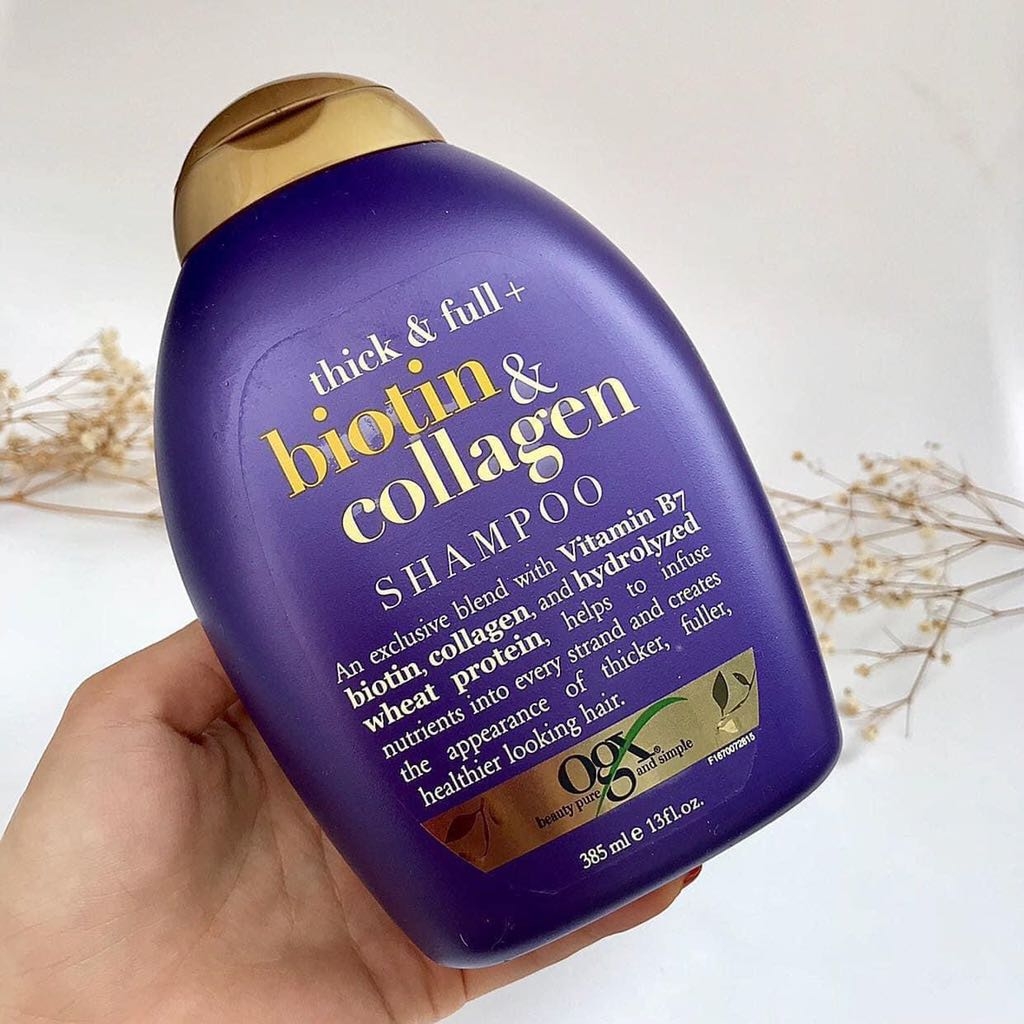 thick & full +
biotin &
collagen
SHAMPOO
An exclusive blend with Vitamin B7
biotin, collagen, and hydrolyzed
wheat protein, helps to infuse
nutrients into every strand and creates
the appearance of thicker, fuller,
healthier looking hair.
ogx®
beauty pure and simple
F1670072815
385 ml e 13fl.oz.